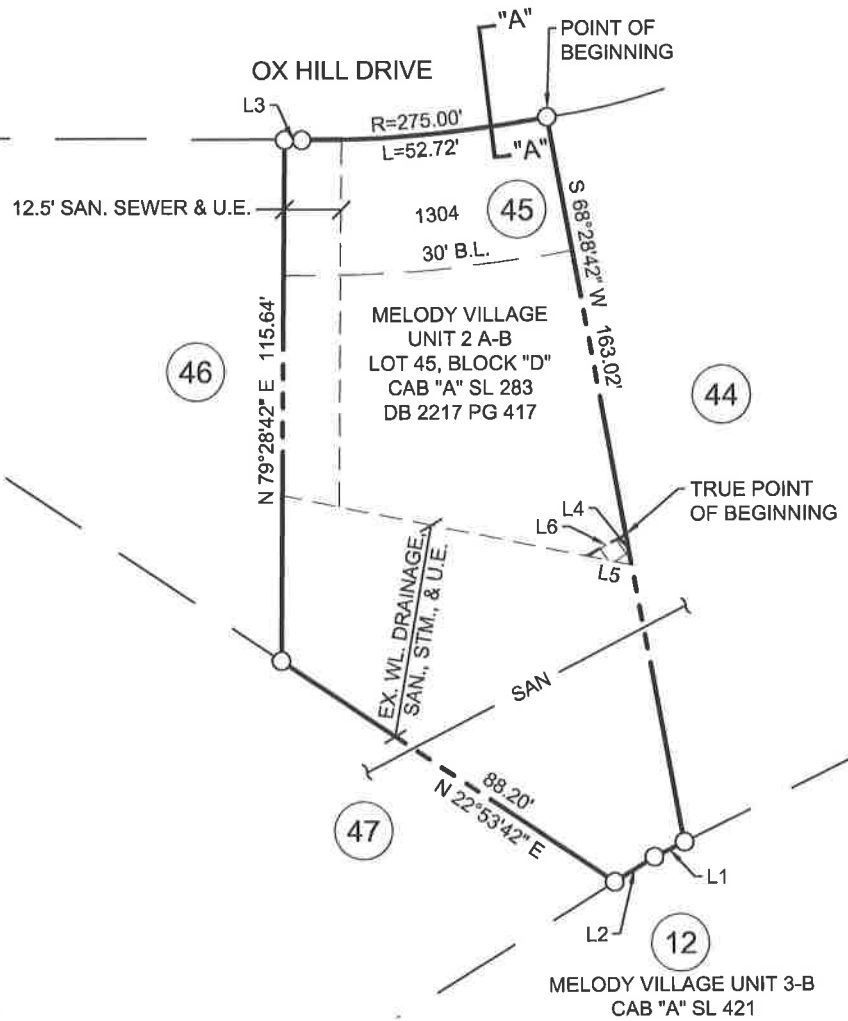 "A"
POINT OF
BEGINNING
OX HILL DRIVE
L3
R=275.00'
L=52.72'
"A"
12.5' SAN. SEWER & U.E.
1304
45
30' B.L.
S 68°28'42" W 163.02'
MELODY VILLAGE
UNIT 2 A-B
LOT 45, BLOCK "D"
CAB "A" SL 283
DB 2217 PG 417
46
N 79°28'42" E 115.64'
44
TRUE POINT
OF BEGINNING
L4
L6
L5
EX. WL. DRAINAGE,
SAN., STM., & U.E.
SAN
88.20'
N 22°53'42" E
47
L1
L2
12
MELODY VILLAGE UNIT 3-B
CAB "A" SL 421